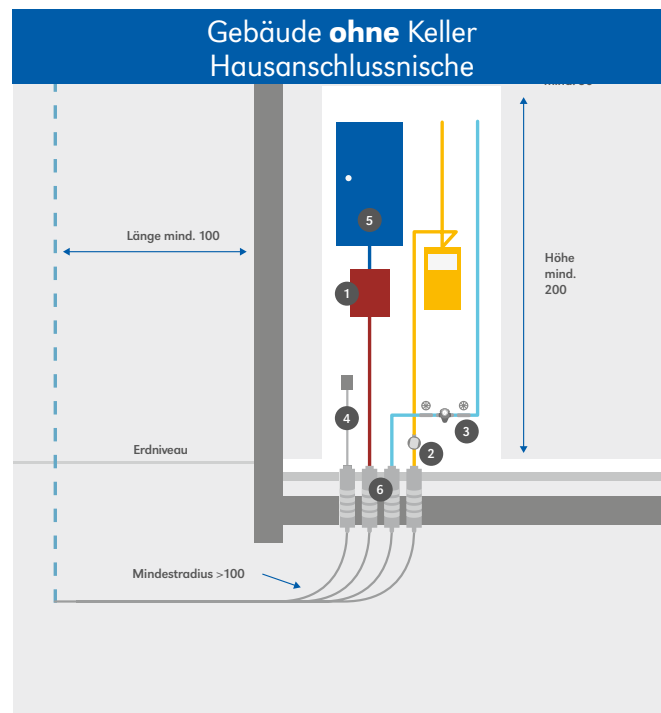 Gebäude ohne Keller
Hausanschlussnische
Länge mind. 100
5
1
Höhe
mind.
200
4
3
2
Erdniveau
6
Mindestradius >100